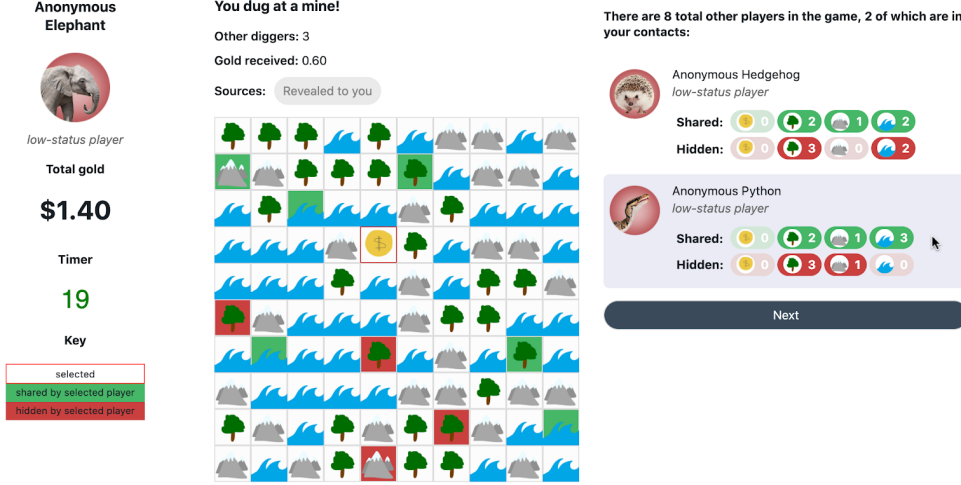 Anonymous
Elephant
low-status player
Total gold
$1.40
Timer
19
Key
selected
shared by selected player
hidden by selected player
You dug at a mine!
Other diggers: 3
Gold received: 0.60
Sources: Revealed to you
$
There are 8 total other players in the game, 2 of which are in
your contacts:
Anonymous Hedgehog
low-status player
Shared: $ 0 2 1 2
Hidden: $ 0 3 0 2
Anonymous Python
low-status player
Shared: $ 0 2 1 3
Hidden: $ 0 3 1 0
Next